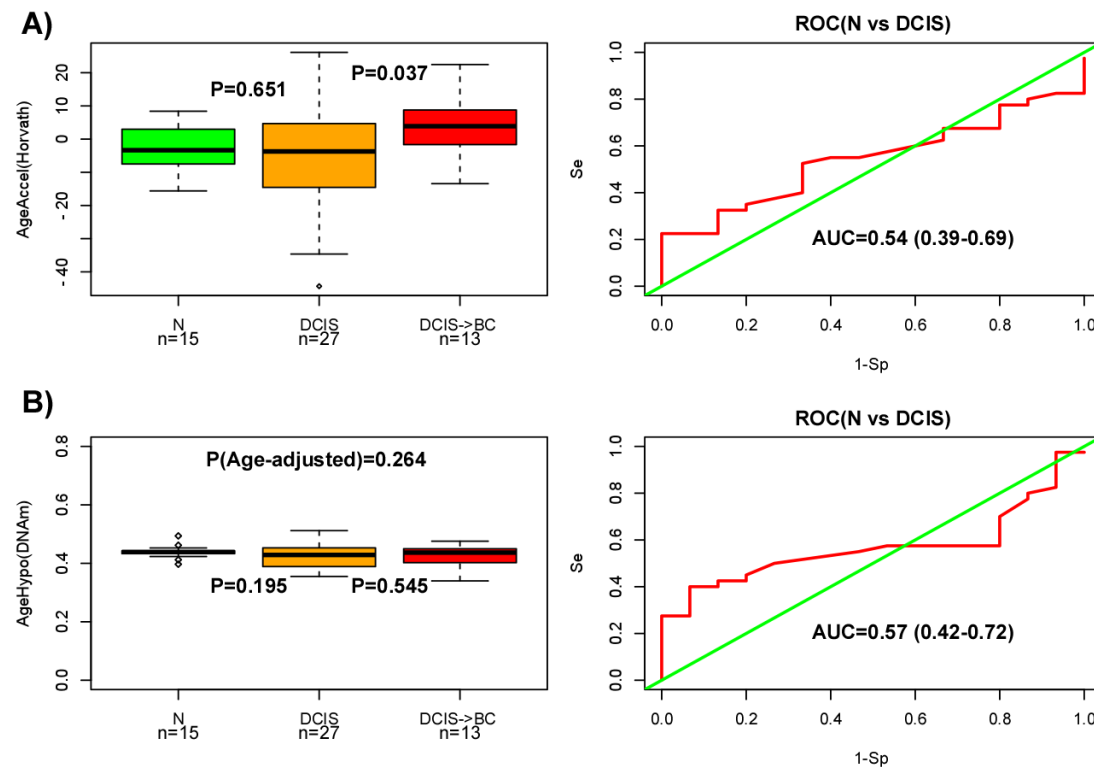 A)
ROC(N vs DCIS)
AgeAccel(Horvath)
20
0
- 20
- 40
P=0.651
P=0.037
N
DCIS
DCIS->BC
n=15
n=27
n=13
Se
1.0
0.8
0.6
0.4
0.2
0.0
AUC=0.54 (0.39-0.69)
0.0 0.2 0.4 0.6 0.8 1.0
1-Sp
B)
ROC(N vs DCIS)
AgeHypo(DNAm)
0.8
0.6
0.4
0.2
0.0
P(Age-adjusted)=0.264
P=0.195
P=0.545
N
DCIS
DCIS->BC
n=15
n=27
n=13
Se
1.0
0.8
0.6
0.4
0.2
0.0
AUC=0.57 (0.42-0.72)
0.0 0.2 0.4 0.6 0.8 1.0
1-Sp